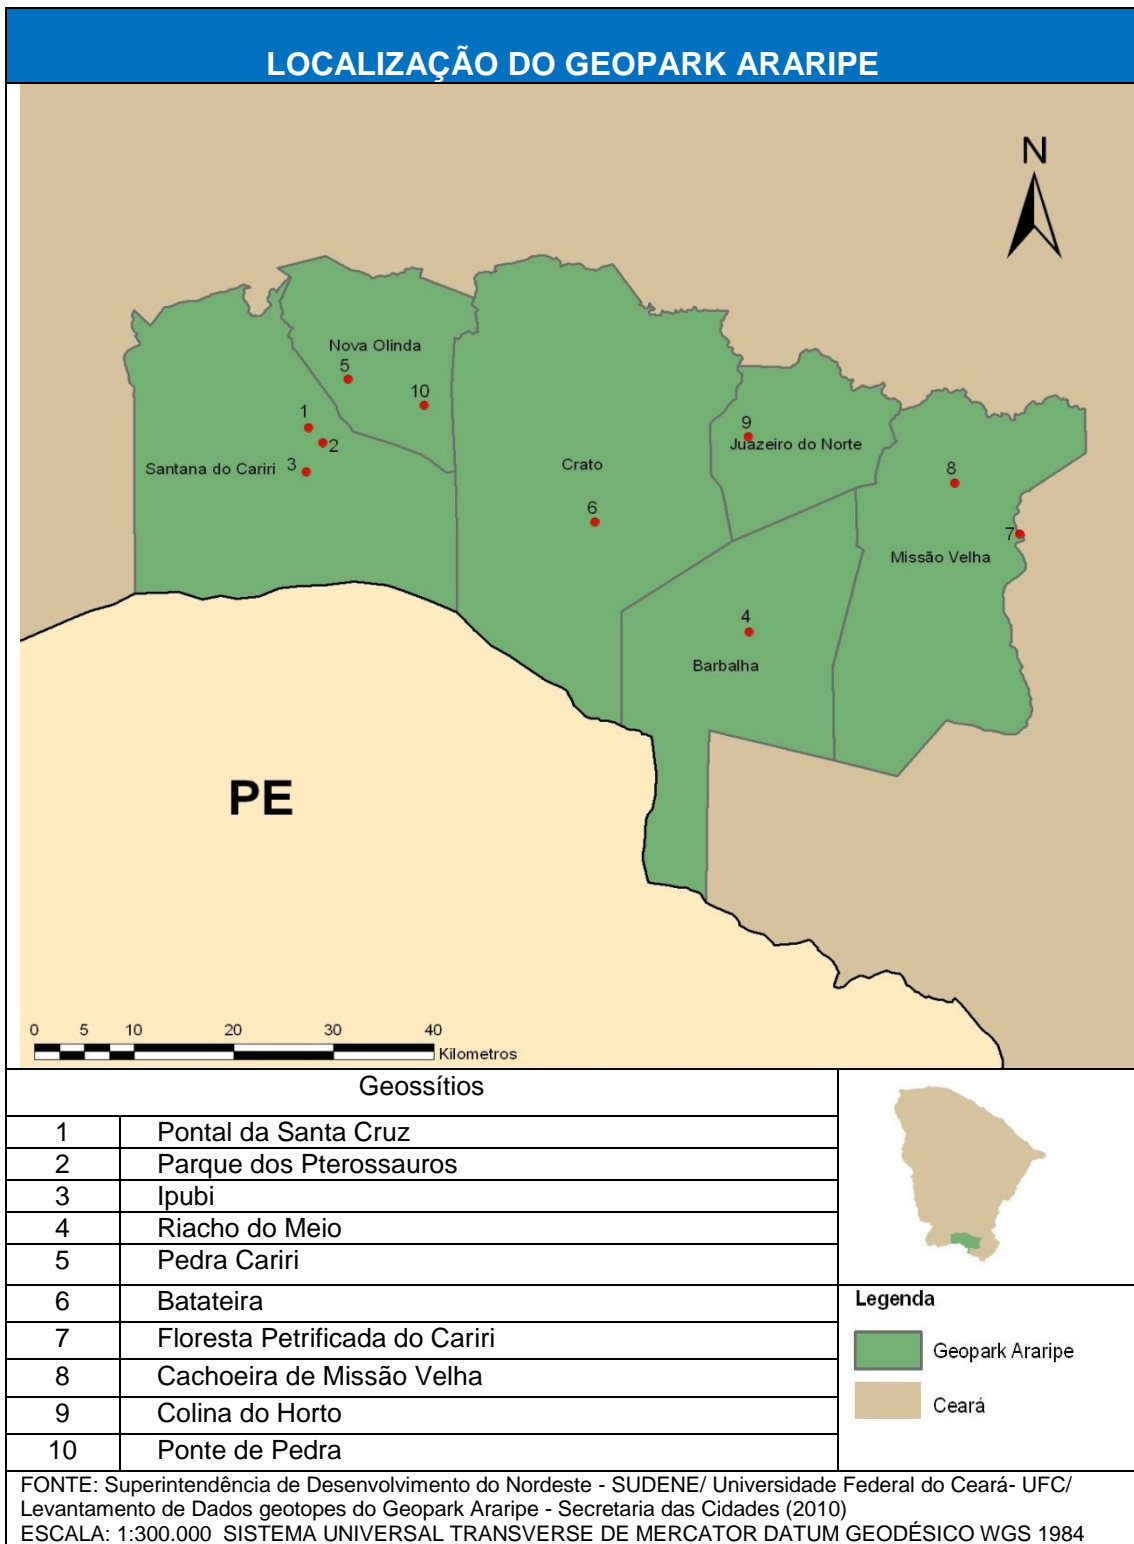 LOCALIZAÇÃO DO GEOPARK ARARIPE
N
Nova Olinda
5
10
1
2
3
Santana do Cariri
Crato
6
9
Juazeiro do Norte
8
7
Missão Velha
4
Barbalha
PE
0 5 10 20 30 40
Kilometros
Geossítios
1 Pontal da Santa Cruz
2 Parque dos Pterossauros
3 Ipubi
4 Riacho do Meio
5 Pedra Cariri
6 Batateira
7 Floresta Petrificada do Cariri
8 Cachoeira de Missão Velha
9 Colina do Horto
10 Ponte de Pedra
Legenda
Geopark Araripe
Ceará
FONTE: Superintendência de Desenvolvimento do Nordeste - SUDENE/ Universidade Federal do Ceará- UFC/
Levantamento de Dados geotopes do Geopark Araripe - Secretaria das Cidades (2010)
ESCALA: 1:300.000 SISTEMA UNIVERSAL TRANSVERSE DE MERCATOR DATUM GEODÉSICO WGS 1984